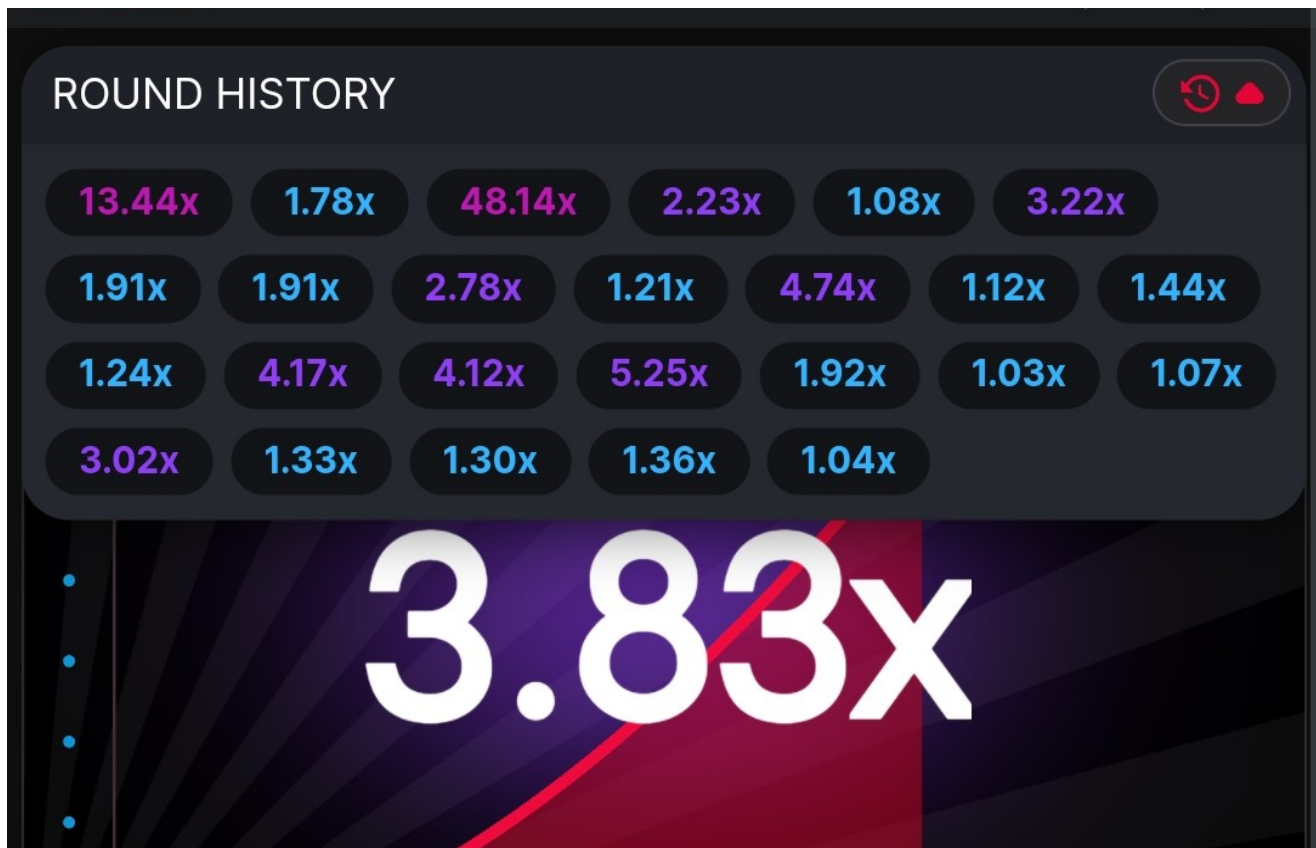 ROUND HISTORY
13.44x 1.78x 48.14x 2.23x 1.08x 3.22x
1.91x 1.91x 2.78x 1.21x 4.74x 1.12x 1.44x
1.24x 4.17x 4.12x 5.25x 1.92x 1.03x 1.07x
3.02x 1.33x 1.30x 1.36x 1.04x
3.83x